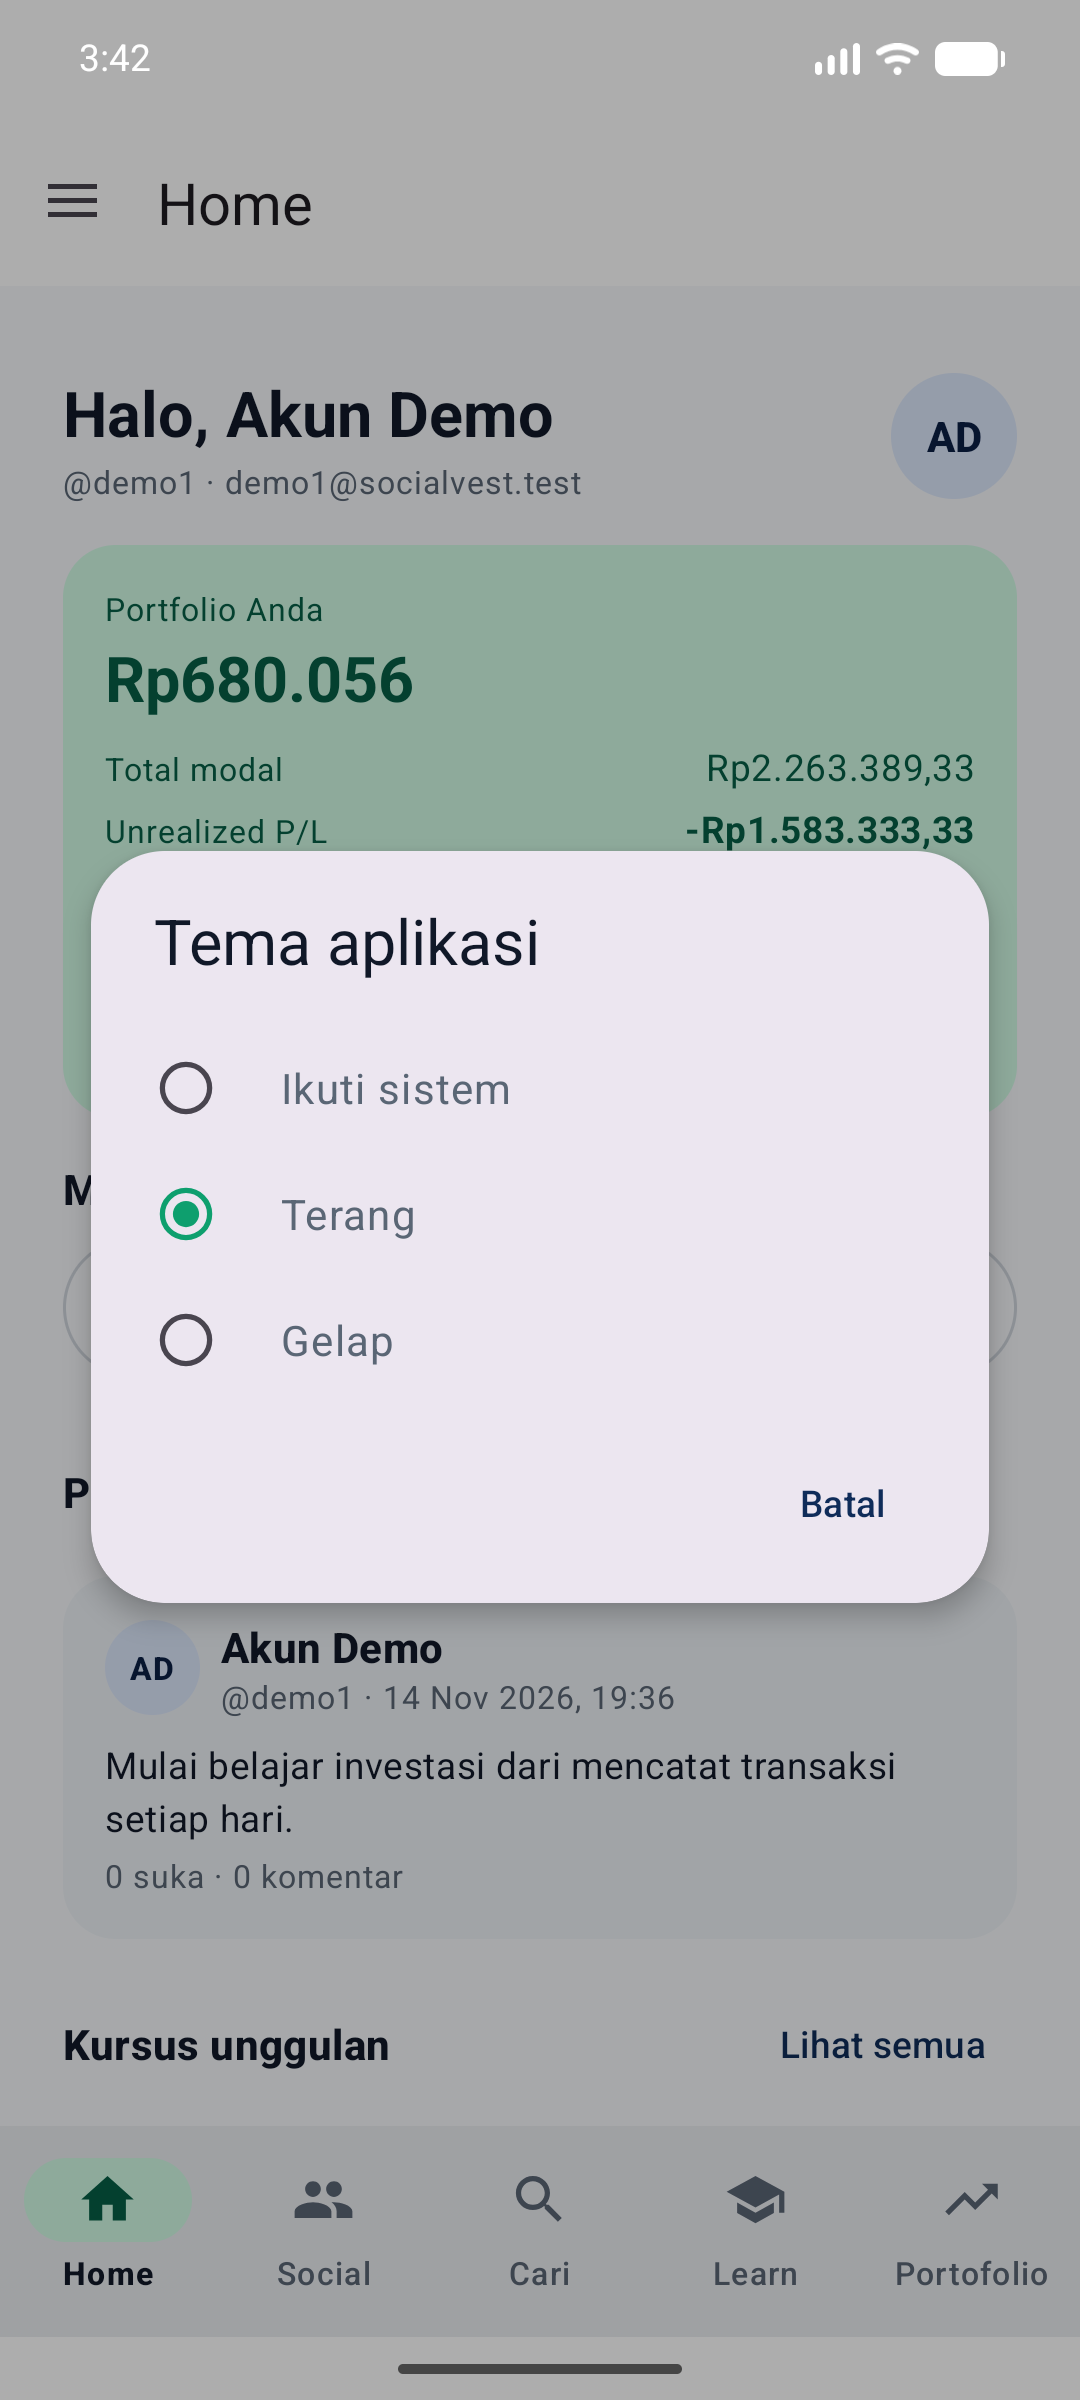 3:42
Home
Halo, Akun Demo
AD
@demo1 · demo1@socialvest.test
Portfolio Anda
Rp680.056
Total modal
Rp2.263.389,33
Unrealized P/L
-Rp1.583.333,33
Tema aplikasi
Ikuti sistem
Terang
Gelap
Batal
AD
Akun Demo
@demo1 · 14 Nov 2026, 19:36
Mulai belajar investasi dari mencatat transaksi
setiap hari.
0 suka · 0 komentar
Kursus unggulan
Lihat semua
Home
Social
Cari
Learn
Portofolio